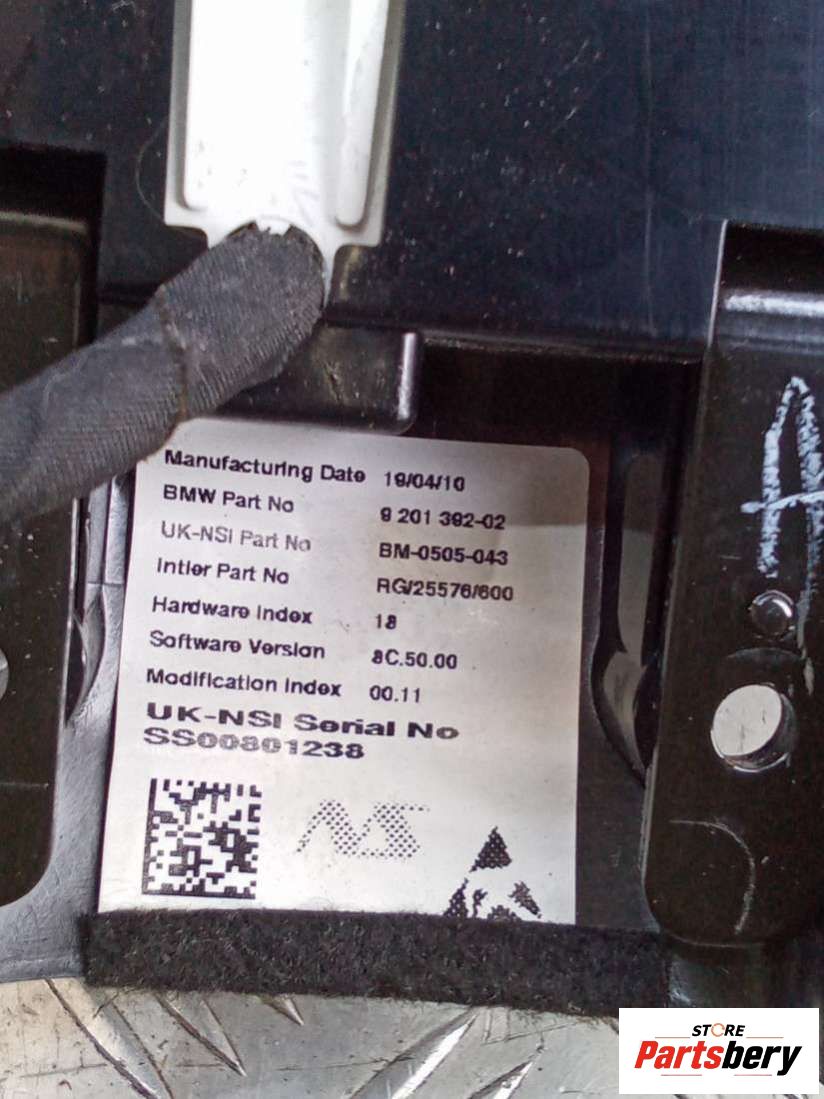 Manufacturing Date 19/04/10
BMW Part No 9 201 392-02
UK-NSI Part No BM-0505-043
Intier Part No RG/25576/600
Hardware Index 18
Software Version 8C.50.00
Modification Index 00.11
UK-NSI Serial No
SS00801238
NS
A
STORE
Partsbery